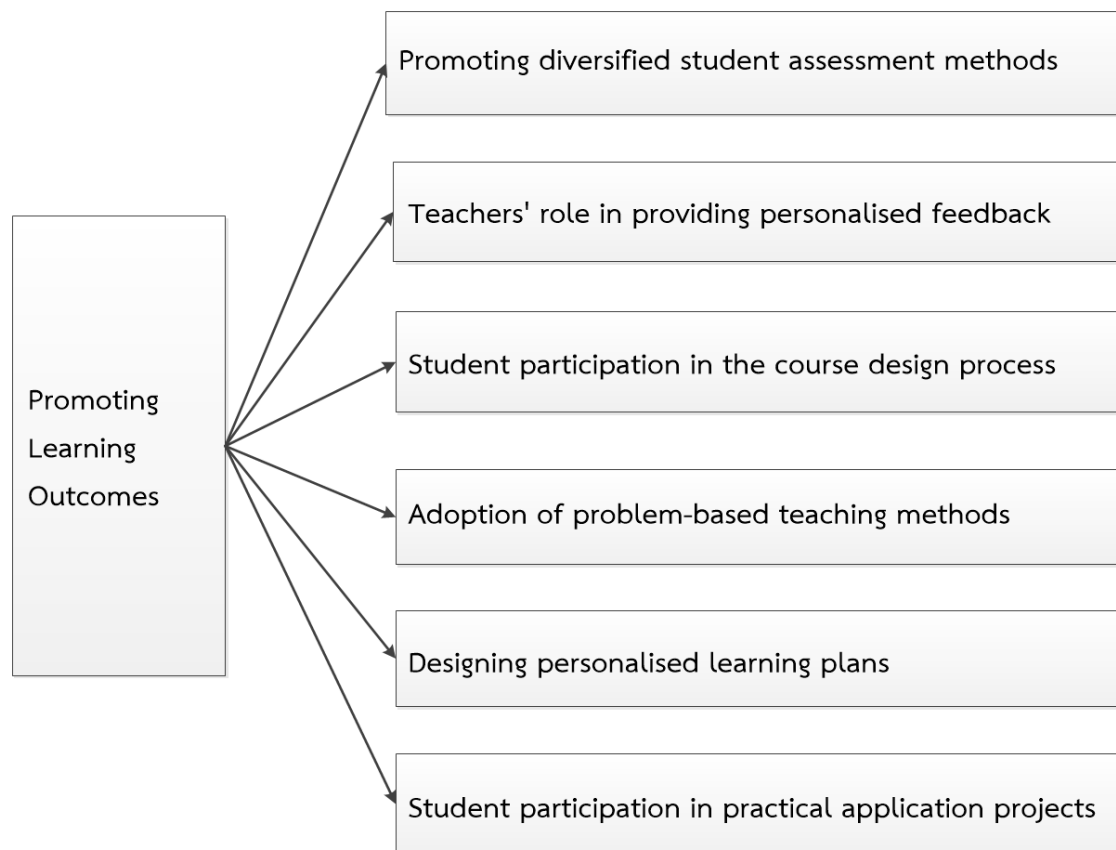 Promoting diversified student assessment methods
Teachers' role in providing personalised feedback
Student participation in the course design process
Promoting
Learning
Outcomes
Adoption of problem-based teaching methods
Designing personalised learning plans
Student participation in practical application projects